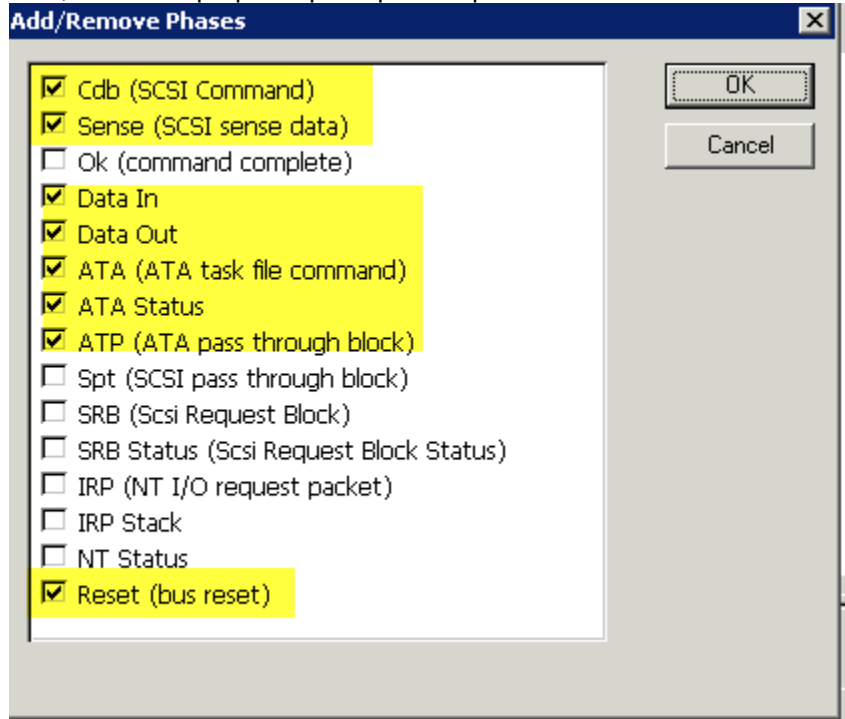 Add/Remove Phases
Cdb (SCSI Command)
OK
Sense (SCSI sense data)
Cancel
Ok (command complete)
Data In
Data Out
ATA (ATA task file command)
ATA Status
ATP (ATA pass through block)
Spt (SCSI pass through block)
SRB (Scsi Request Block)
SRB Status (Scsi Request Block Status)
IRP (NT I/O request packet)
IRP Stack
NT Status
Reset (bus reset)